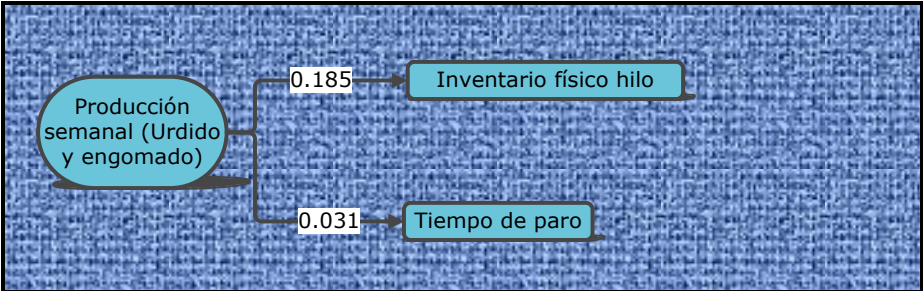 Producción
semanal (Urdido
y engomado)
0.185
Inventario físico hilo
0.031
Tiempo de paro